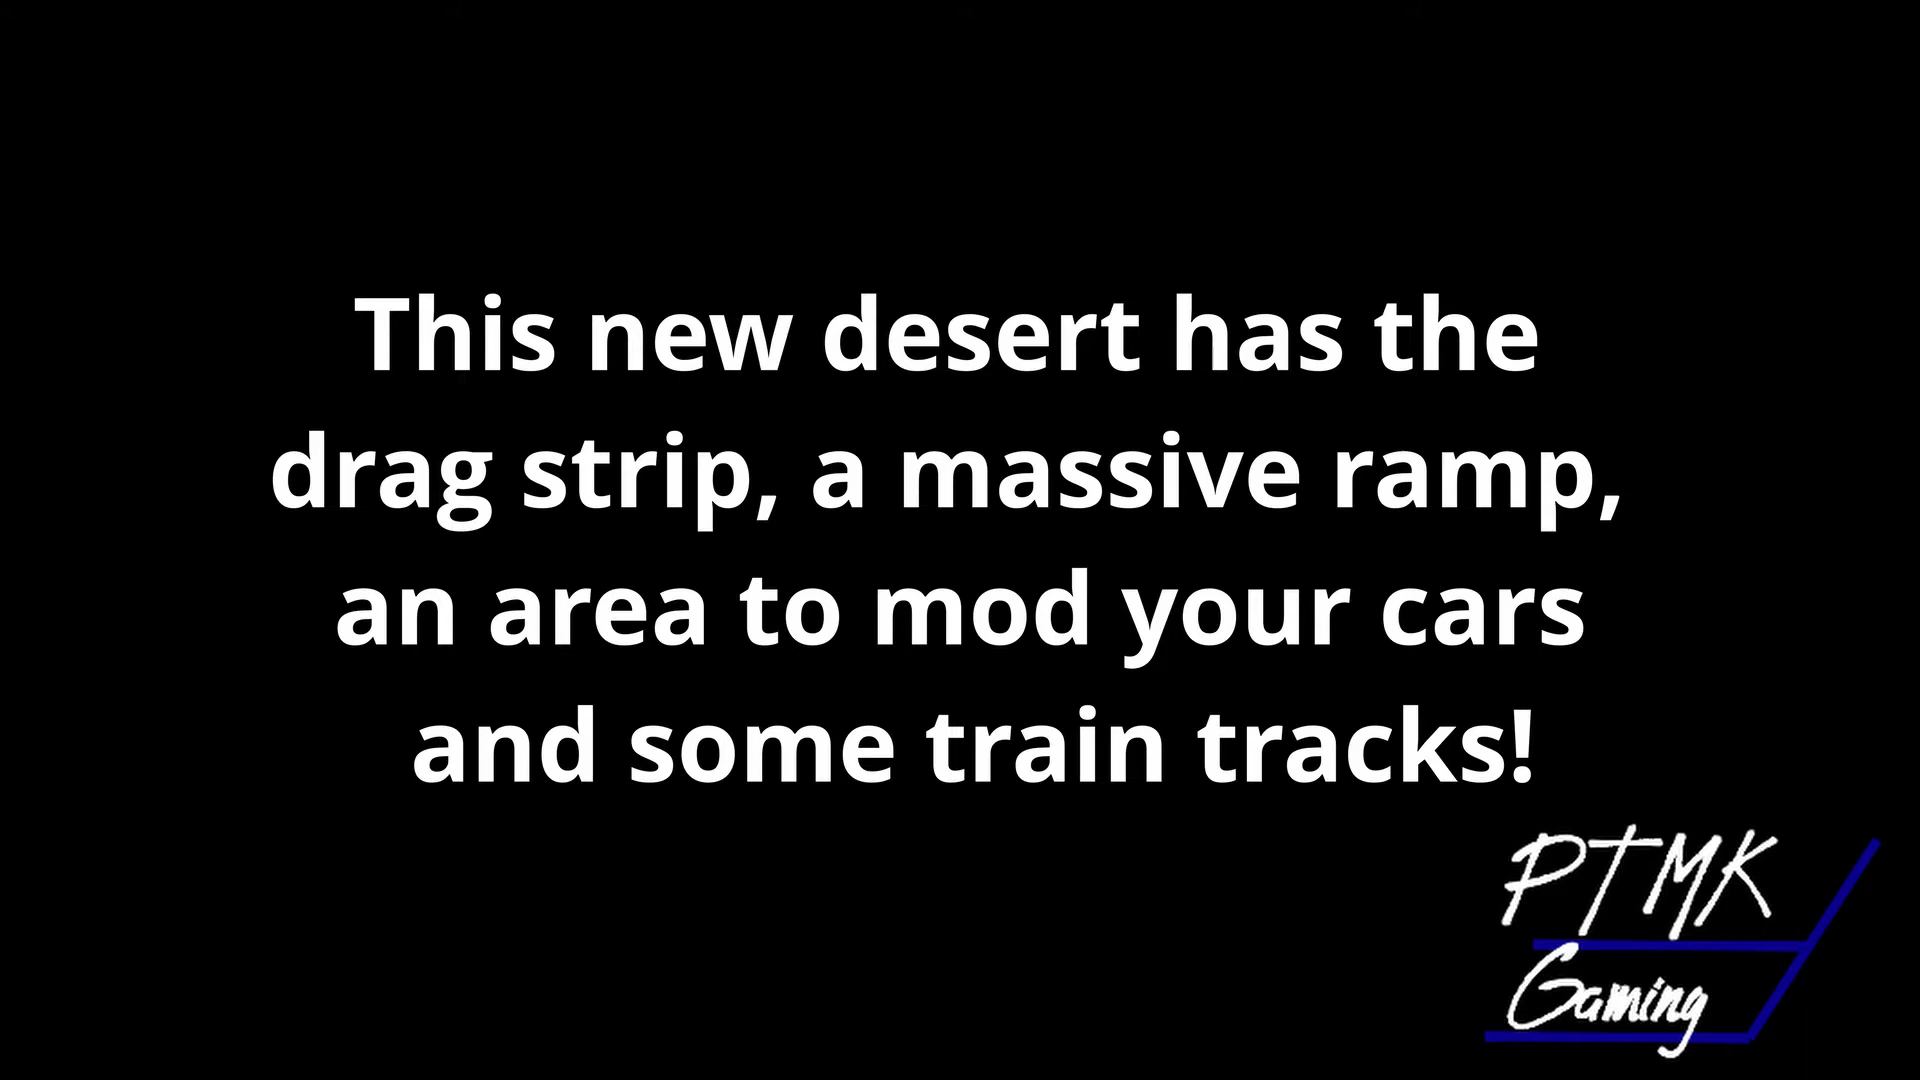 This new desert has the
drag strip, a massive ramp,
an area to mod your cars
and some train tracks!
PTMK
Gaming